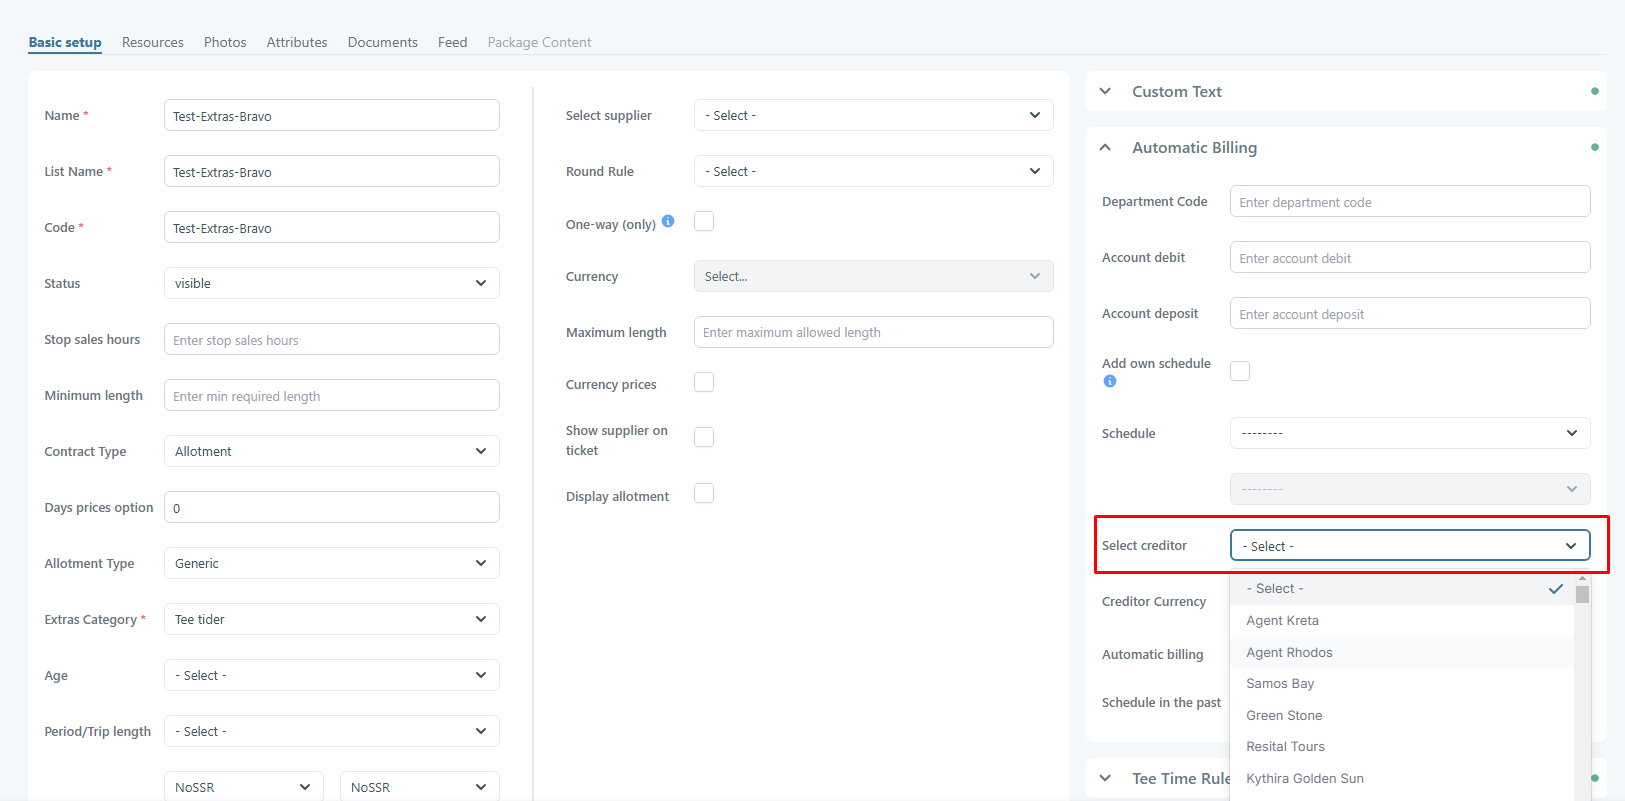 Basic setup Resources Photos Attributes Documents Feed Package Content
Name * Test-Extras-Bravo
List Name * Test-Extras-Bravo
Code * Test-Extras-Bravo
Status visible
Stop sales hours Enter stop sales hours
Minimum length Enter min required length
Contract Type Allotment
Days prices option 0
Allotment Type Generic
Extras Category * Tee tider
Age - Select -
Period/Trip length - Select -
NoSSR NoSSR
Select supplier - Select -
Round Rule - Select -
One-way (only)
Currency Select...
Maximum length Enter maximum allowed length
Currency prices
Show supplier on
ticket
Display allotment
Custom Text
Automatic Billing
Department Code Enter department code
Account debit Enter account debit
Account deposit Enter account deposit
Add own schedule
Schedule --------
--------
Select creditor - Select -
- Select -
Creditor Currency Agent Kreta
Automatic billing Agent Rhodos
Samos Bay
Schedule in the past Green Stone
Resital Tours
Tee Time Rule Kythira Golden Sun